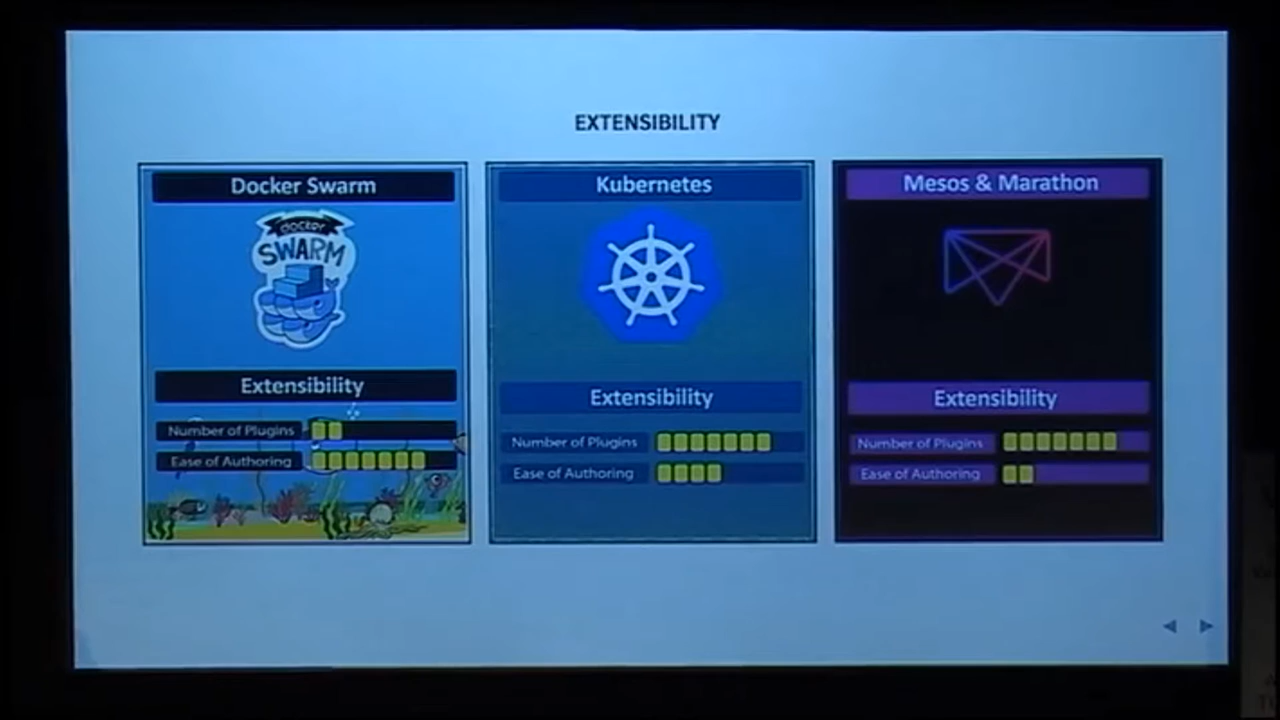 EXTENSIBILITY
Docker Swarm
docker
SWARM
Extensibility
Number of Plugins
Ease of Authoring
Kubernetes
Extensibility
Number of Plugins
Ease of Authoring
Mesos & Marathon
Extensibility
Number of Plugins
Ease of Authoring